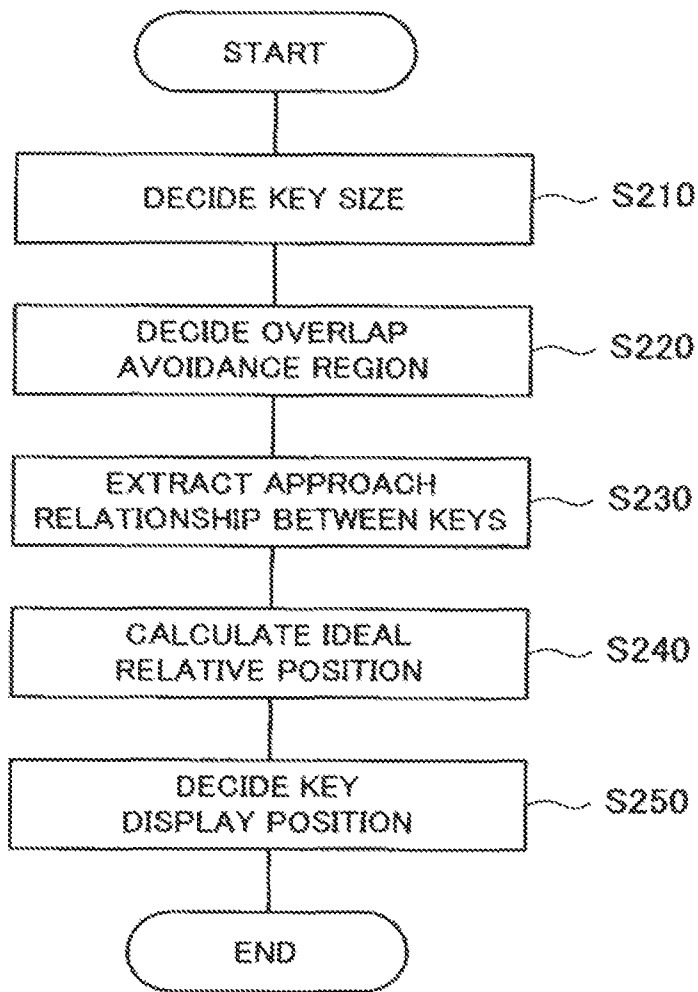 START
DECIDE KEY SIZE
S210
DECIDE OVERLAP
AVOIDANCE REGION
S220
EXTRACT APPROACH
RELATIONSHIP BETWEEN KEYS
S230
CALCULATE IDEAL
RELATIVE POSITION
S240
DECIDE KEY
DISPLAY POSITION
S250
END